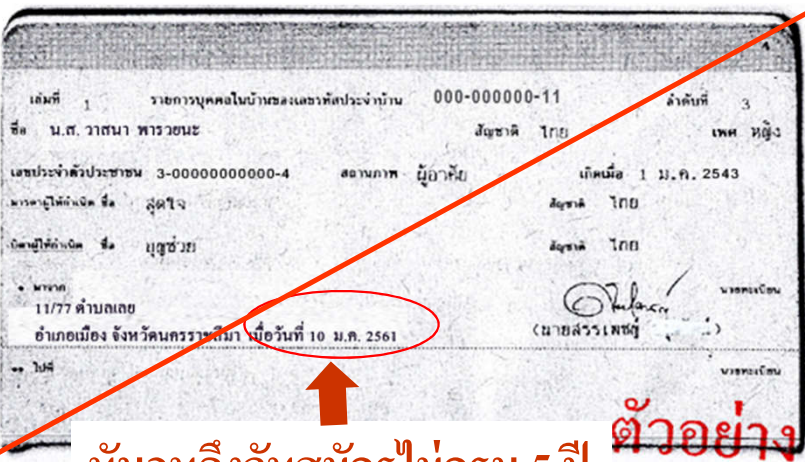 เล่มที่ 1 รายการบุคคลในบ้านของเลขรหัสประจำบ้าน 000-000000-11 ลำดับที่ 3
ชื่อ น.ส. วาสนา พารวยนะ สัญชาติ ไทย เพศ หญิง
เลขประจำตัวประชาชน 3-00000000000-4 สถานภาพ ผู้อาศัย เกิดเมื่อ 1 ม.ค. 2543
มารดาผู้ให้กำเนิด ชื่อ สุดใจ สัญชาติ ไทย
บิดาผู้ให้กำเนิด ชื่อ บุญช่วย สัญชาติ ไทย
* มาจาก
11/77 ตำบลเลย
นายทะเบียน
อำเภอเมือง จังหวัดนครราชสีมา เมื่อวันที่ 10 ม.ค. 2561
(นายสรรเพชญ์ )
** ไปที่ นายทะเบียน
ตัวอย่าง
นับจนถึงวันสมัครไม่ครบ 5 ปี